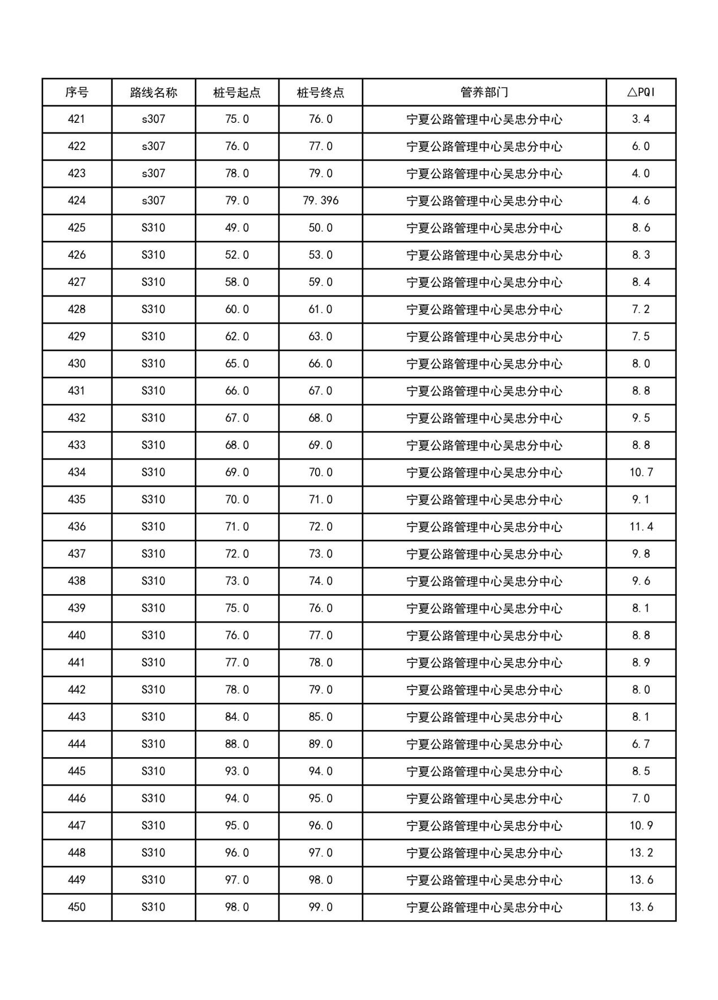 序号 路线名称 桩号起点 桩号终点 管养部门 △PQI
421 s307 75.0 76.0 宁夏公路管理中心吴忠分中心 3.4
422 s307 76.0 77.0 宁夏公路管理中心吴忠分中心 6.0
423 s307 78.0 79.0 宁夏公路管理中心吴忠分中心 4.0
424 s307 79.0 79.396 宁夏公路管理中心吴忠分中心 4.6
425 S310 49.0 50.0 宁夏公路管理中心吴忠分中心 8.6
426 S310 52.0 53.0 宁夏公路管理中心吴忠分中心 8.3
427 S310 58.0 59.0 宁夏公路管理中心吴忠分中心 8.4
428 S310 60.0 61.0 宁夏公路管理中心吴忠分中心 7.2
429 S310 62.0 63.0 宁夏公路管理中心吴忠分中心 7.5
430 S310 65.0 66.0 宁夏公路管理中心吴忠分中心 8.0
431 S310 66.0 67.0 宁夏公路管理中心吴忠分中心 8.8
432 S310 67.0 68.0 宁夏公路管理中心吴忠分中心 9.5
433 S310 68.0 69.0 宁夏公路管理中心吴忠分中心 8.8
434 S310 69.0 70.0 宁夏公路管理中心吴忠分中心 10.7
435 S310 70.0 71.0 宁夏公路管理中心吴忠分中心 9.1
436 S310 71.0 72.0 宁夏公路管理中心吴忠分中心 11.4
437 S310 72.0 73.0 宁夏公路管理中心吴忠分中心 9.8
438 S310 73.0 74.0 宁夏公路管理中心吴忠分中心 9.6
439 S310 75.0 76.0 宁夏公路管理中心吴忠分中心 8.1
440 S310 76.0 77.0 宁夏公路管理中心吴忠分中心 8.8
441 S310 77.0 78.0 宁夏公路管理中心吴忠分中心 8.9
442 S310 78.0 79.0 宁夏公路管理中心吴忠分中心 8.0
443 S310 84.0 85.0 宁夏公路管理中心吴忠分中心 8.1
444 S310 88.0 89.0 宁夏公路管理中心吴忠分中心 6.7
445 S310 93.0 94.0 宁夏公路管理中心吴忠分中心 8.5
446 S310 94.0 95.0 宁夏公路管理中心吴忠分中心 7.0
447 S310 95.0 96.0 宁夏公路管理中心吴忠分中心 10.9
448 S310 96.0 97.0 宁夏公路管理中心吴忠分中心 13.2
449 S310 97.0 98.0 宁夏公路管理中心吴忠分中心 13.6
450 S310 98.0 99.0 宁夏公路管理中心吴忠分中心 13.6